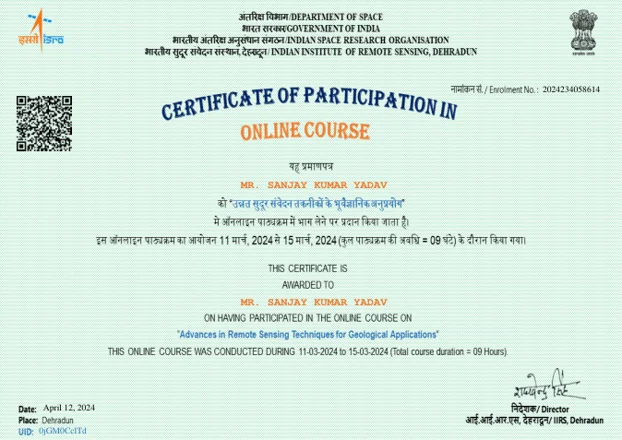 अंतरिक्ष विभाग/DEPARTMENT OF SPACE
भारत सरकार/GOVERNMENT OF INDIA
भारतीय अंतरिक्ष अनुसंधान संगठन/INDIAN SPACE RESEARCH ORGANISATION
भारतीय सुदूर संवेदन संस्थान, देहरादून/ INDIAN INSTITUTE OF REMOTE SENSING, DEHRADUN
इसरो isro
नामांकन सं./ Enrolment No.: 2024234058614
CERTIFICATE OF PARTICIPATION IN
ONLINE COURSE
यह प्रमाणपत्र
MR. SANJAY KUMAR YADAV
को "उन्नत सुदूर संवेदन तकनीकों के भूवैज्ञानिक अनुप्रयोग"
मे ऑनलाइन पाठ्यक्रम में भाग लेने पर प्रदान किया जाता है।
इस ऑनलाइन पाठ्यक्रम का आयोजन 11 मार्च, 2024 से 15 मार्च, 2024 (कुल पाठ्यक्रम की अवधि = 09 घंटे) के दौरान किया गया।
THIS CERTIFICATE IS
AWARDED TO
MR. SANJAY KUMAR YADAV
ON HAVING PARTICIPATED IN THE ONLINE COURSE ON
"Advances in Remote Sensing Techniques for Geological Applications"
THIS ONLINE COURSE WAS CONDUCTED DURING 11-03-2024 to 15-03-2024 (Total course duration = 09 Hours)
Date: April 12, 2024
Place: Dehradun
UID:
निदेशक/ Director
आई.आई.आर.एस, देहरादून/ IIRS, Dehradun